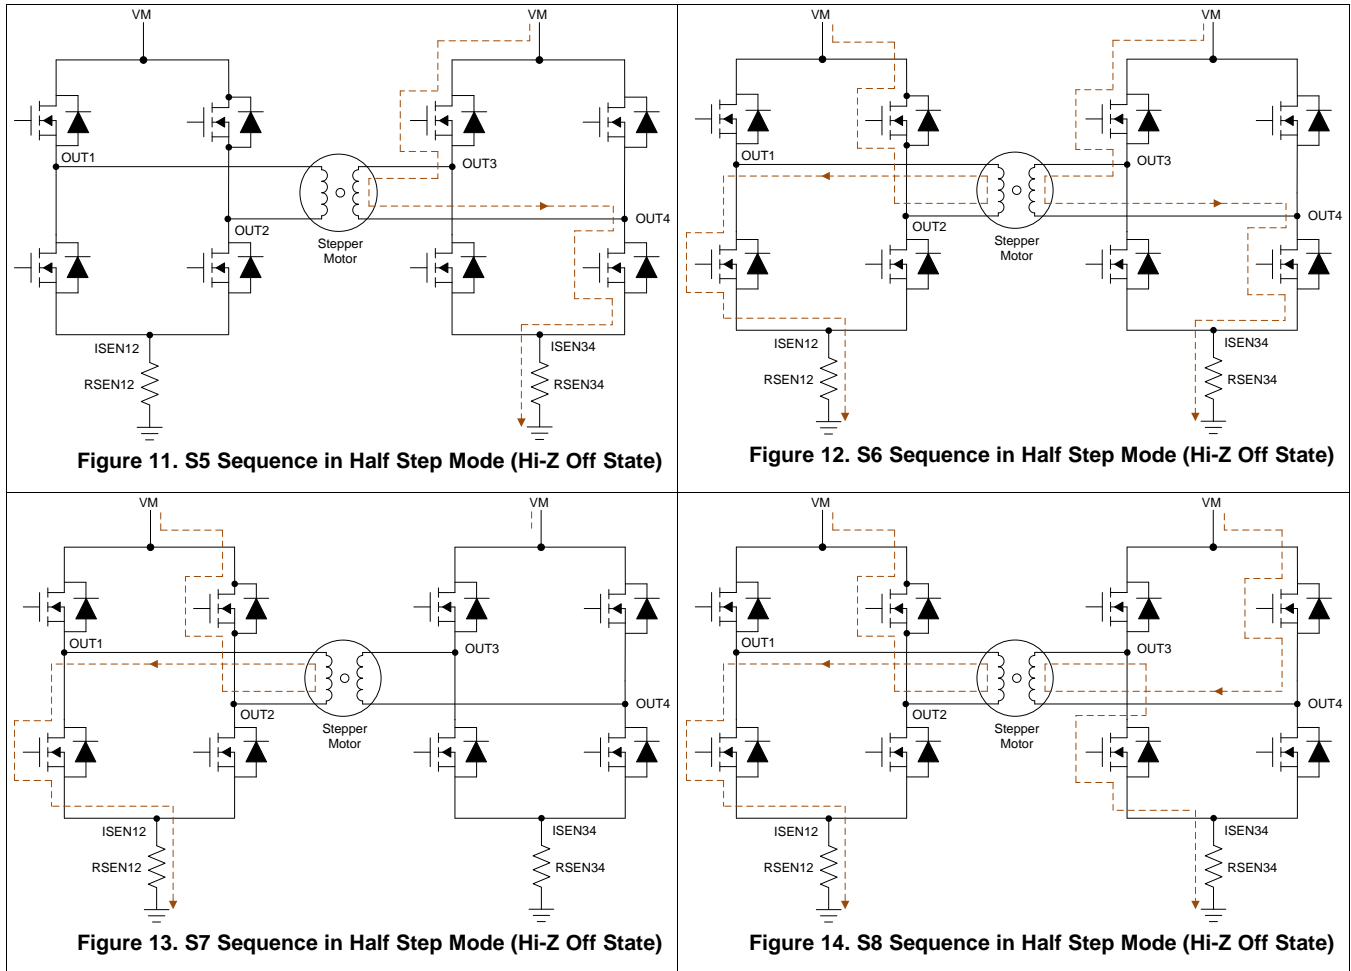 VM
VM
OUT1
OUT3
OUT2
OUT4
Stepper
Motor
ISEN12
ISEN34
RSEN12
RSEN34
Figure 11. S5 Sequence in Half Step Mode (Hi-Z Off State)
VM
VM
OUT1
OUT3
OUT2
OUT4
Stepper
Motor
ISEN12
ISEN34
RSEN12
RSEN34
Figure 12. S6 Sequence in Half Step Mode (Hi-Z Off State)
VM
VM
OUT1
OUT3
OUT2
OUT4
Stepper
Motor
ISEN12
ISEN34
RSEN12
RSEN34
Figure 13. S7 Sequence in Half Step Mode (Hi-Z Off State)
VM
VM
OUT1
OUT3
OUT2
OUT4
Stepper
Motor
ISEN12
ISEN34
RSEN12
RSEN34
Figure 14. S8 Sequence in Half Step Mode (Hi-Z Off State)